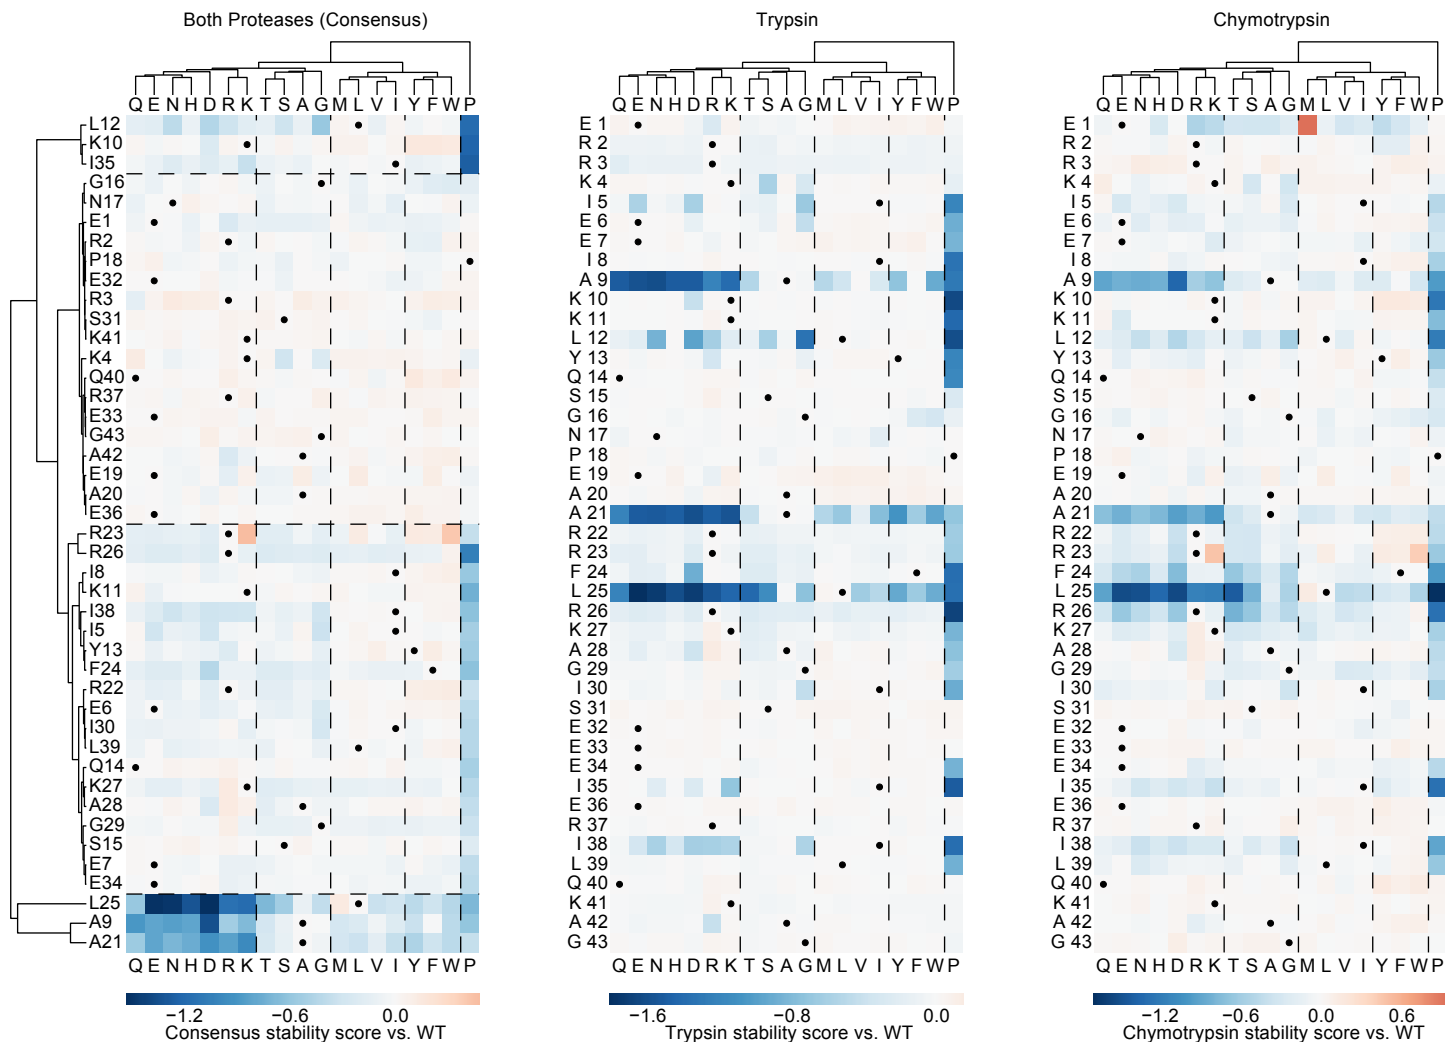 Both Proteases (Consensus)
Q E N H D R K T S A G M L V I Y F W P
L12
K10
I35
G16
N17
E1
R2
P18
E32
R3
S31
K41
K4
Q40
R37
E33
G43
A42
E19
A20
E36
R23
R26
I8
K11
I38
I5
Y13
F24
R22
E6
I30
L39
Q14
K27
A28
G29
S15
E7
E34
L25
A9
A21
Q E N H D R K T S A G M L V I Y F W P
−1.2 −0.6 0.0
Consensus stability score vs. WT
Trypsin
Q E N H D R K T S A G M L V I Y F W P
E 1
R 2
R 3
K 4
I 5
E 6
E 7
I 8
A 9
K 10
K 11
L 12
Y 13
Q 14
S 15
G 16
N 17
P 18
E 19
A 20
A 21
R 22
R 23
F 24
L 25
R 26
K 27
A 28
G 29
I 30
S 31
E 32
E 33
E 34
I 35
E 36
R 37
I 38
L 39
Q 40
K 41
A 42
G 43
Q E N H D R K T S A G M L V I Y F W P
−1.6 −0.8 0.0
Trypsin stability score vs. WT
Chymotrypsin
Q E N H D R K T S A G M L V I Y F W P
E 1
R 2
R 3
K 4
I 5
E 6
E 7
I 8
A 9
K 10
K 11
L 12
Y 13
Q 14
S 15
G 16
N 17
P 18
E 19
A 20
A 21
R 22
R 23
F 24
L 25
R 26
K 27
A 28
G 29
I 30
S 31
E 32
E 33
E 34
I 35
E 36
R 37
I 38
L 39
Q 40
K 41
A 42
G 43
Q E N H D R K T S A G M L V I Y F W P
−1.2 −0.6 0.0 0.6
Chymotrypsin stability score vs. WT